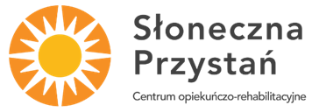 Słoneczna
Przystań
Centrum opiekuńczo-rehabilitacyjne